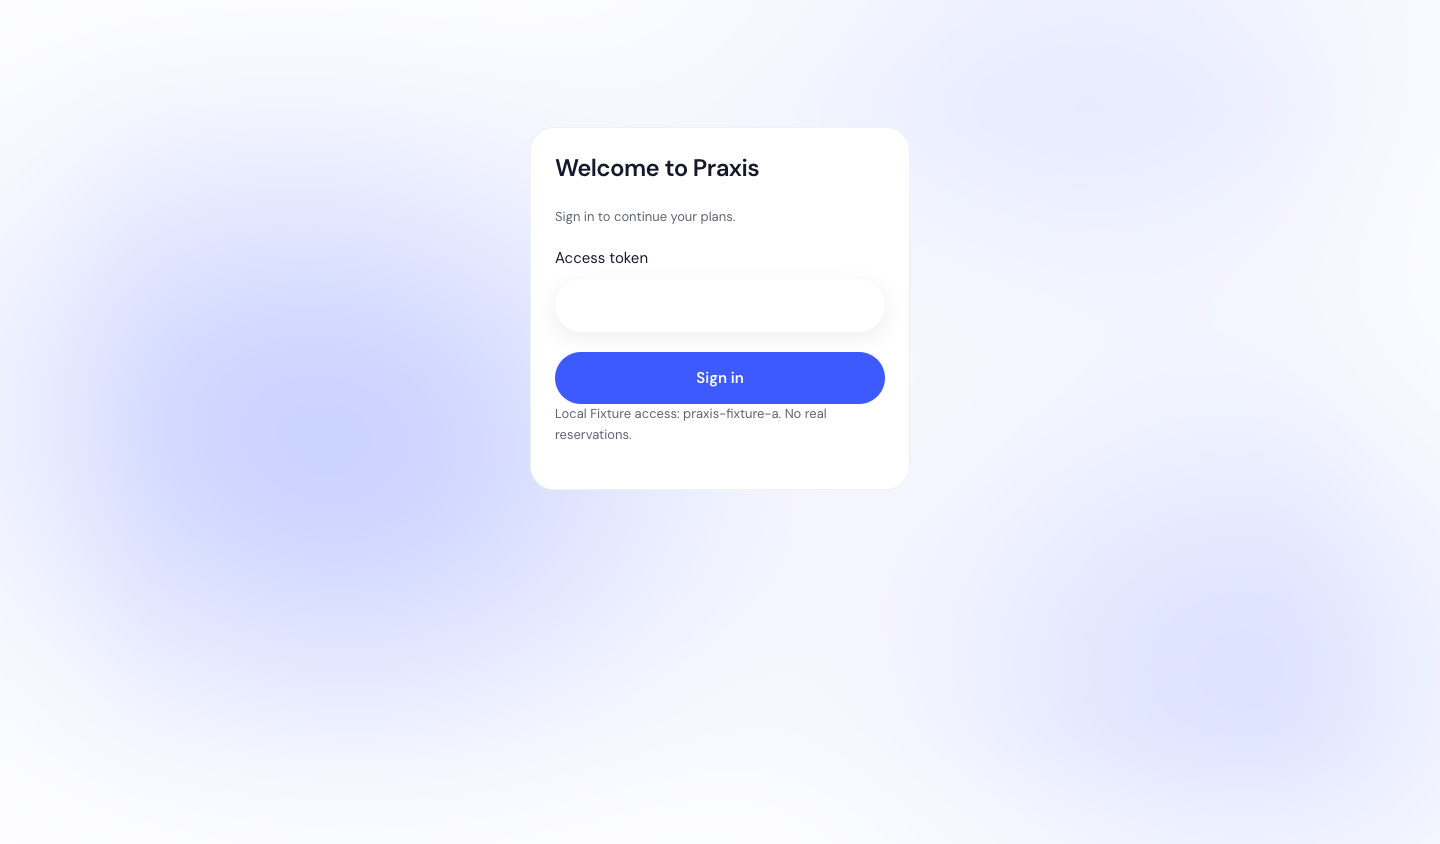 Welcome to Praxis
Sign in to continue your plans.
Access token
Sign in
Local Fixture access: praxis-fixture-a. No real
reservations.